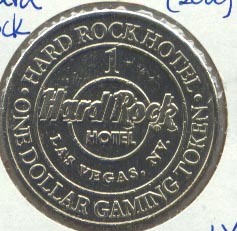 HARD ROCK HOTEL
1
Hard Rock
HOTEL
LAS VEGAS, NV.
ONE DOLLAR GAMING TOKEN